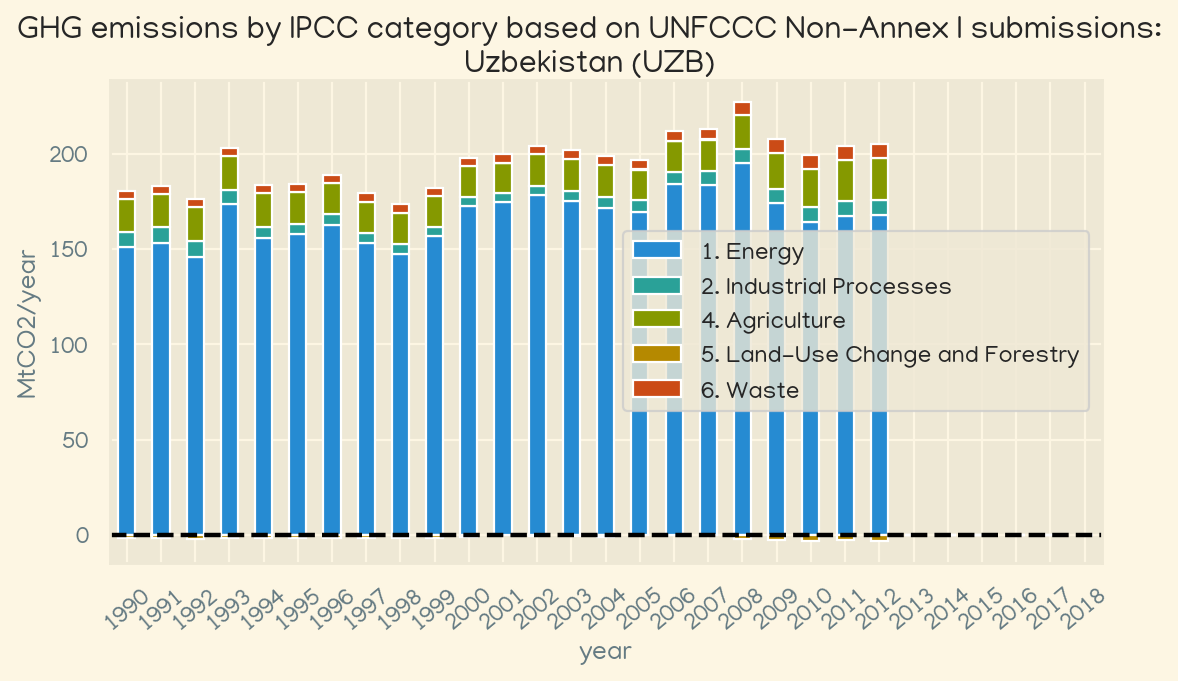 GHG emissions by IPCC category based on UNFCCC Non-Annex I submissions:
Uzbekistan (UZB)
MtCO2/year
200
150
100
50
0
1. Energy
2. Industrial Processes
4. Agriculture
5. Land-Use Change and Forestry
6. Waste
1990 1991 1992 1993 1994 1995 1996 1997 1998 1999 2000 2001 2002 2003 2004 2005 2006 2007 2008 2009 2010 2011 2012 2013 2014 2015 2016 2017 2018
year